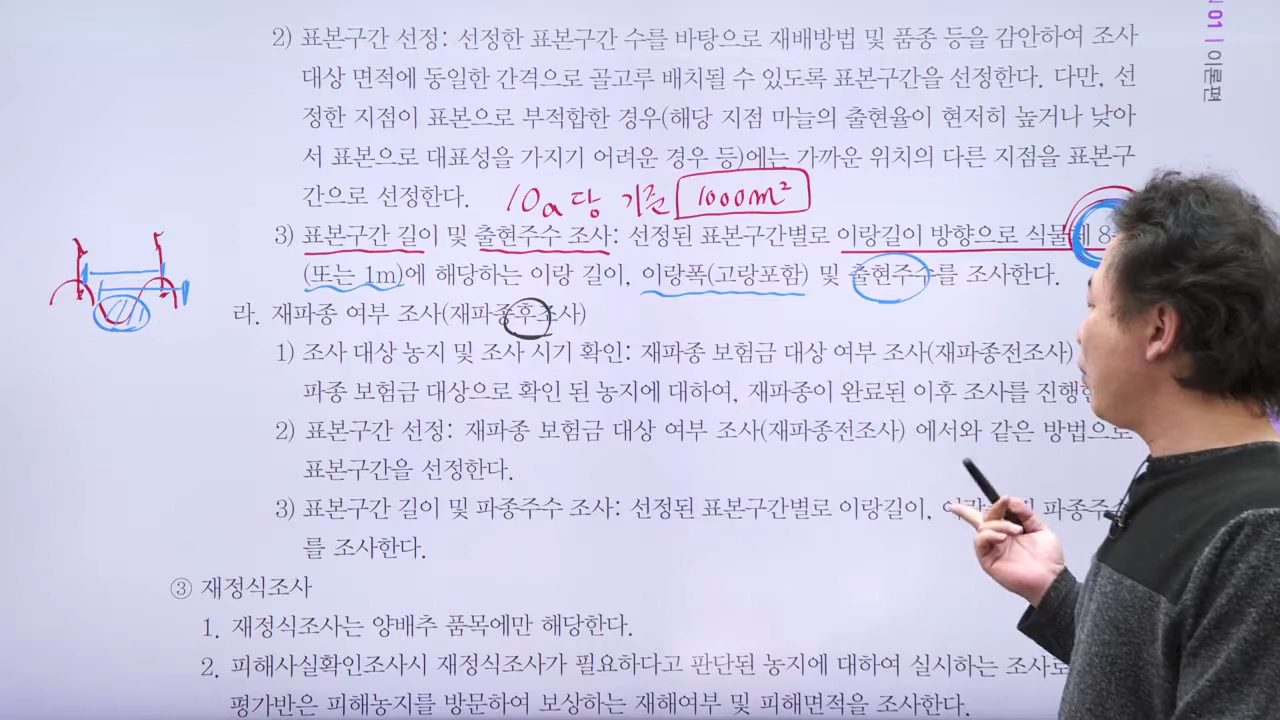 01 | 이론편
2) 표본구간 선정: 선정한 표본구간 수를 바탕으로 재배방법 및 품종 등을 감안하여 조사
대상 면적에 동일한 간격으로 골고루 배치될 수 있도록 표본구간을 선정한다. 다만, 선
정한 지점이 표본으로 부적합한 경우(해당 지점 마늘의 출현율이 현저히 높거나 낮아
서 표본으로 대표성을 가지기 어려운 경우 등)에는 가까운 위치의 다른 지점을 표본구
간으로 선정한다.
10a당 기준 1000m²
3) 표본구간 길이 및 출현주수 조사: 선정된 표본구간별로 이랑길이 방향으로 식물체 8
(또는 1m)에 해당하는 이랑 길이, 이랑폭(고랑포함) 및 출현주수를 조사한다.
라. 재파종 여부 조사(재파종후조사)
1) 조사 대상 농지 및 조사 시기 확인: 재파종 보험금 대상 여부 조사(재파종전조사)
파종 보험금 대상으로 확인 된 농지에 대하여, 재파종이 완료된 이후 조사를 진행
2) 표본구간 선정: 재파종 보험금 대상 여부 조사(재파종전조사) 에서와 같은 방법으로
표본구간을 선정한다.
3) 표본구간 길이 및 파종주수 조사: 선정된 표본구간별로 이랑길이, 파종주수
를 조사한다.
③ 재정식조사
1. 재정식조사는 양배추 품목에만 해당한다.
2. 피해사실확인조사시 재정식조사가 필요하다고 판단된 농지에 대하여 실시하는 조사로
평가반은 피해농지를 방문하여 보상하는 재해여부 및 피해면적을 조사한다.